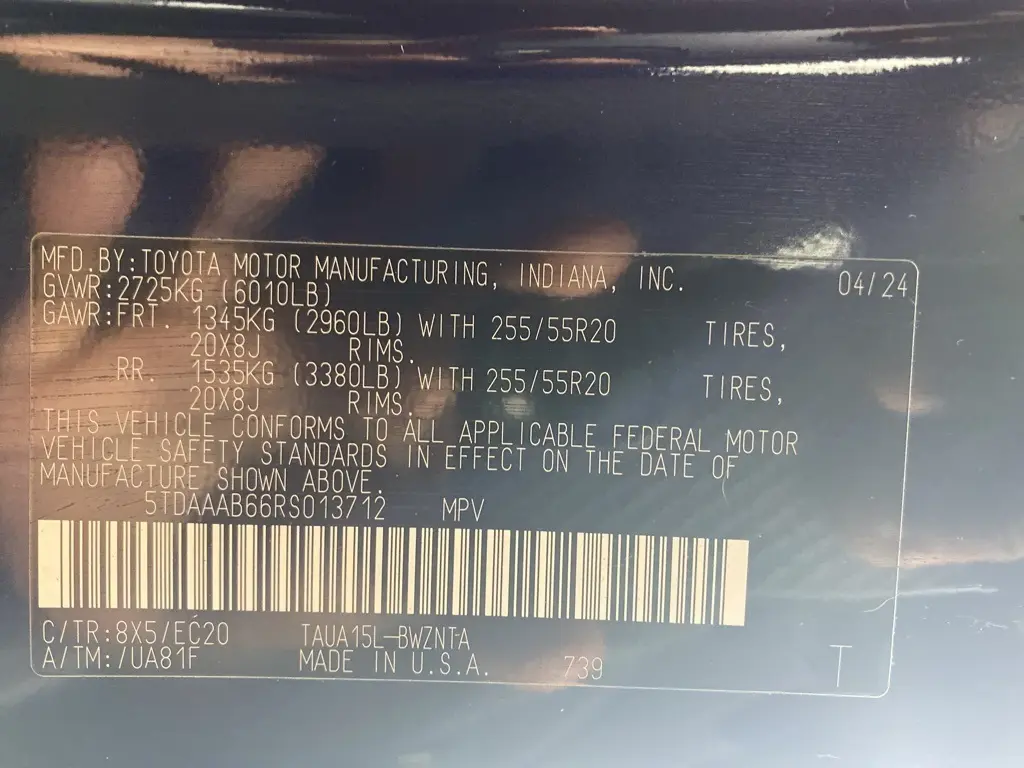 MFD.BY:TOYOTA MOTOR MANUFACTURING, INDIANA, INC. 04/24
GVWR:2725KG (6010LB)
GAWR:FRT. 1345KG (2960LB) WITH 255/55R20 TIRES,
20X8J RIMS.
RR. 1535KG (3380LB) WITH 255/55R20 TIRES,
20X8J RIMS.
THIS VEHICLE CONFORMS TO ALL APPLICABLE FEDERAL MOTOR
VEHICLE SAFETY STANDARDS IN EFFECT ON THE DATE OF
MANUFACTURE SHOWN ABOVE.
5TDAAAB66RS013712 MPV
C/TR:8X5/EC20 TAUA15L-BWZNTA
A/TM:/UA81F MADE IN U.S.A. 739 T